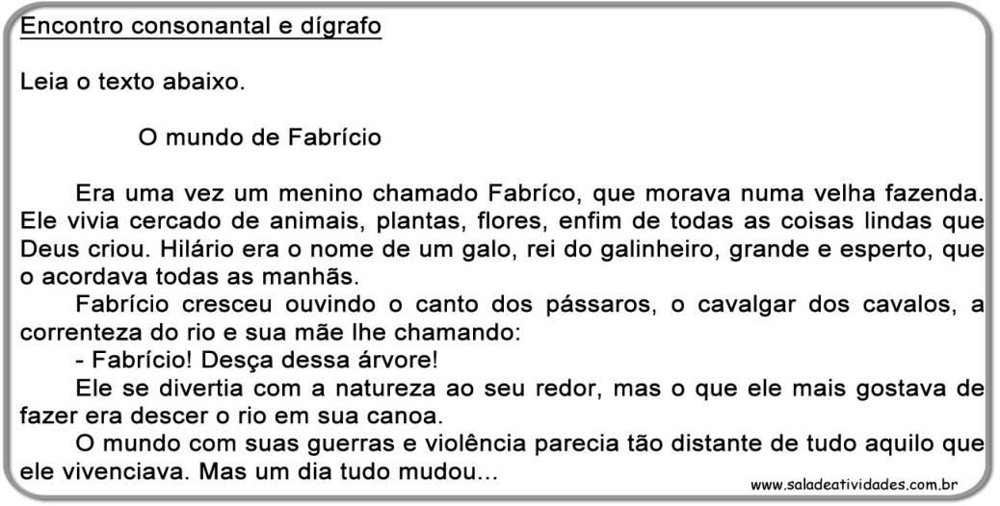 Encontro consonantal e dígrafo
Leia o texto abaixo.
O mundo de Fabrício
Era uma vez um menino chamado Fabríco, que morava numa velha fazenda.
Ele vivia cercado de animais, plantas, flores, enfim de todas as coisas lindas que
Deus criou. Hilário era o nome de um galo, rei do galinheiro, grande e esperto, que
o acordava todas as manhãs.
Fabrício cresceu ouvindo o canto dos pássaros, o cavalgar dos cavalos, a
correnteza do rio e sua mãe lhe chamando:
- Fabrício! Desça dessa árvore!
Ele se divertia com a natureza ao seu redor, mas o que ele mais gostava de
fazer era descer o rio em sua canoa.
O mundo com suas guerras e violência parecia tão distante de tudo aquilo que
ele vivenciava. Mas um dia tudo mudou...
www.saladeatividades.com.br